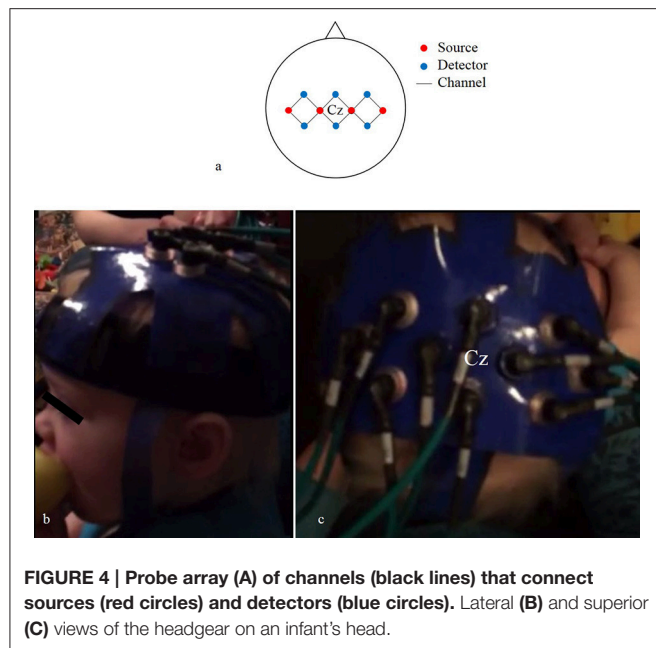 Source
Detector
Channel
Cz
a
Cz
b
c
FIGURE 4 | Probe array (A) of channels (black lines) that connect
sources (red circles) and detectors (blue circles). Lateral (B) and superior
(C) views of the headgear on an infant's head.